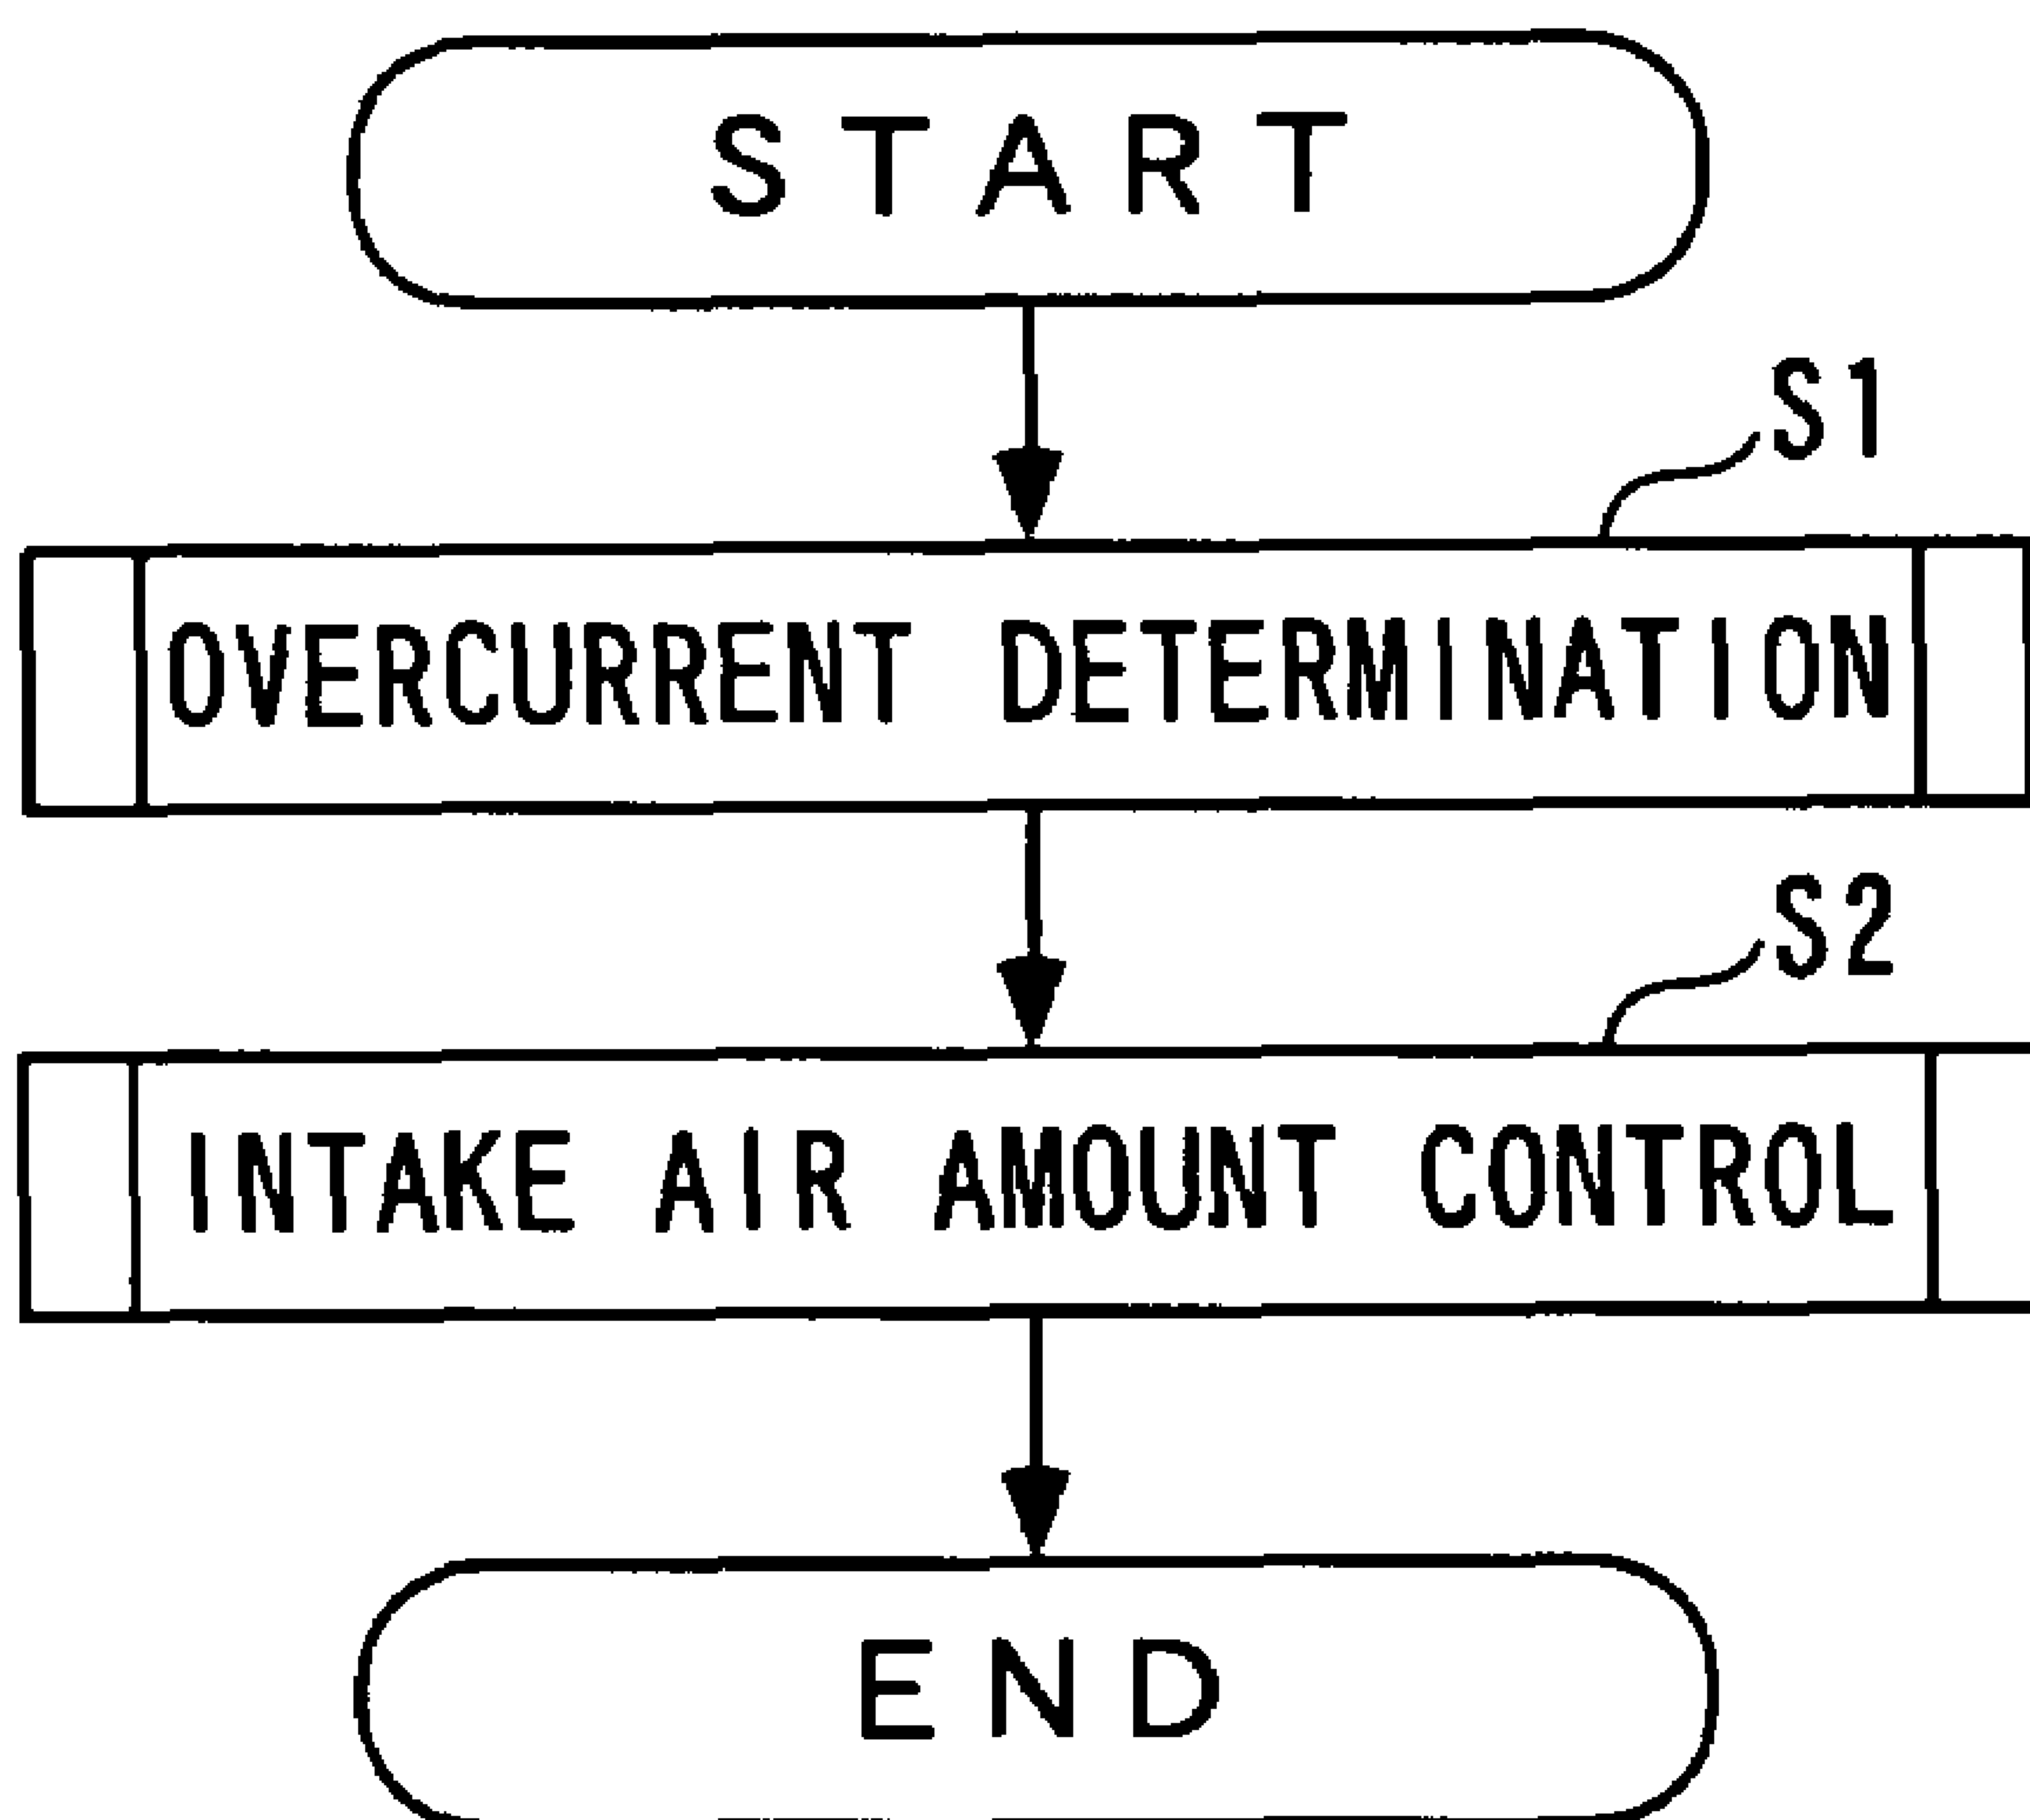 START
S1
OVERCURRENT DETERMINATION
S2
INTAKE AIR AMOUNT CONTROL
END